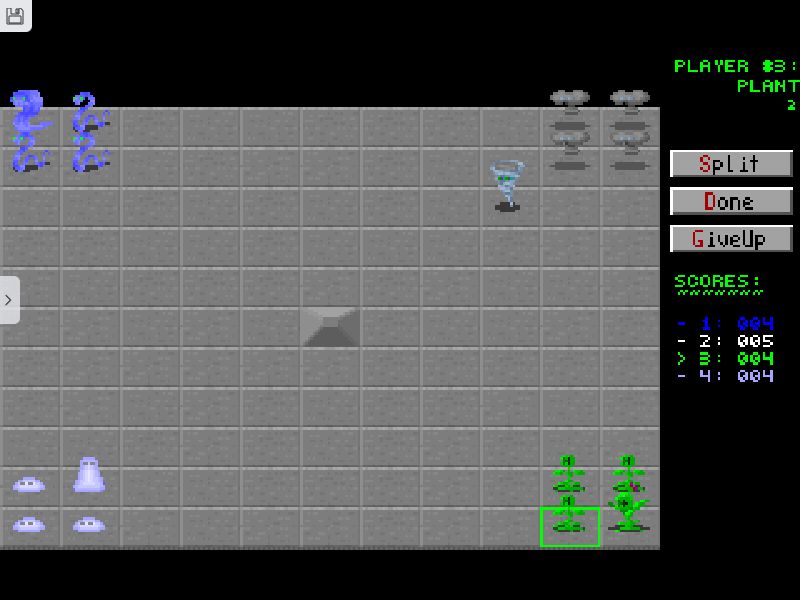 PLAYER #3:
PLANT
2
Split
Done
GiveUp
SCORES:
- 1: 004
- 2: 005
> 3: 004
- 4: 004